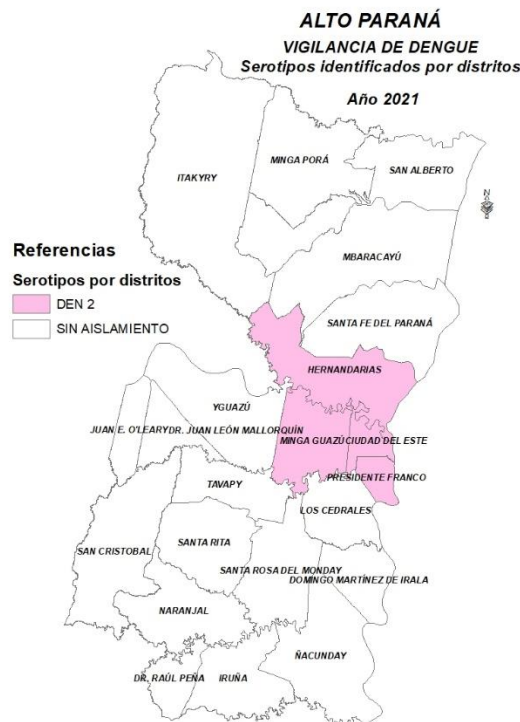 ALTO PARANÁ
VIGILANCIA DE DENGUE
Serotipos identificados por distritos
Año 2021
MINGA PORÁ
SAN ALBERTO
ITAKYRY
N
MBARACAYÚ
Referencias
Serotipos por distritos
DEN 2
SIN AISLAMIENTO
SANTA FE DEL PARANÁ
HERNANDARIAS
YGUAZÚ
JUAN E. O'LEARY
DR. JUAN LEÓN MALLORQUÍN
MINGA GUAZÚ
CIUDAD DEL ESTE
PRESIDENTE FRANCO
TAVAPY
LOS CEDRALES
SAN CRISTOBAL
SANTA RITA
SANTA ROSA DEL MONDAY
DOMINGO MARTÍNEZ DE IRALA
NARANJAL
ÑACUNDAY
DR. RAÚL PEÑA
IRUÑA